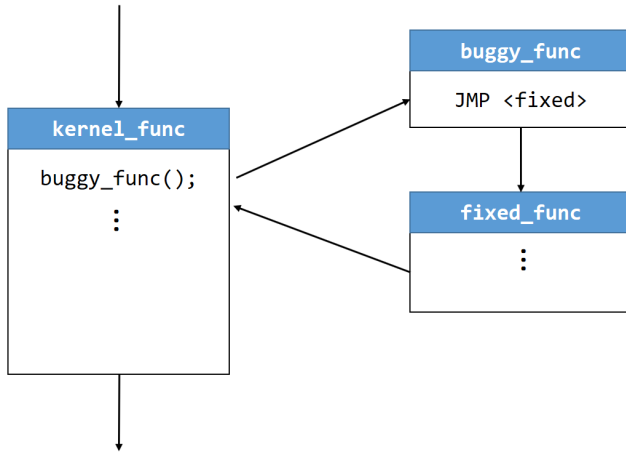 kernel_func
buggy_func();
⋮
buggy_func
JMP <fixed>
fixed_func
⋮